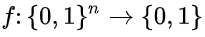 f: {0, 1}ⁿ → {0, 1}